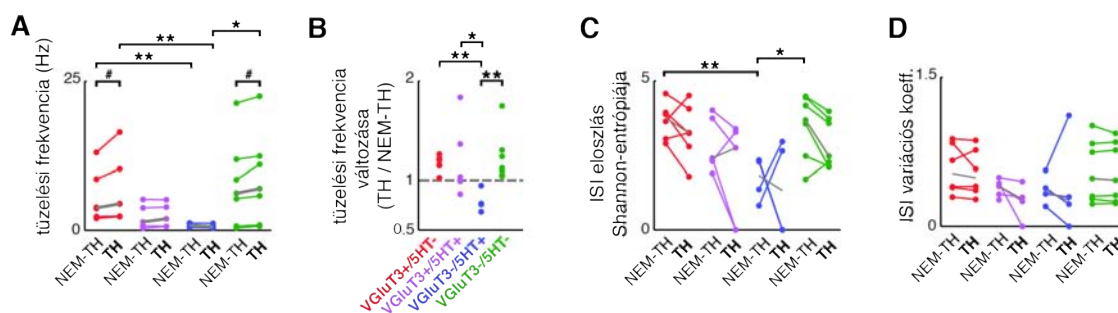 A
tüzelési frekvencia (Hz)
25
0
#
**
**
*
#
NEM-TH
TH
NEM-TH
TH
NEM-TH
TH
NEM-TH
TH
B
tüzelési frekvencia
változása
(TH / NEM-TH)
2
1
0.5
*
**
**
VGluT3+/5HT-
VGluT3+/5HT+
VGluT3-/5HT+
VGluT3-/5HT-
C
ISI eloszlás
Shannon-entrópiája
5
0
**
*
NEM-TH
TH
NEM-TH
TH
NEM-TH
TH
NEM-TH
TH
D
ISI variációs koeff.
1.5
0
NEM-TH
TH
NEM-TH
TH
NEM-TH
TH
NEM-TH
TH